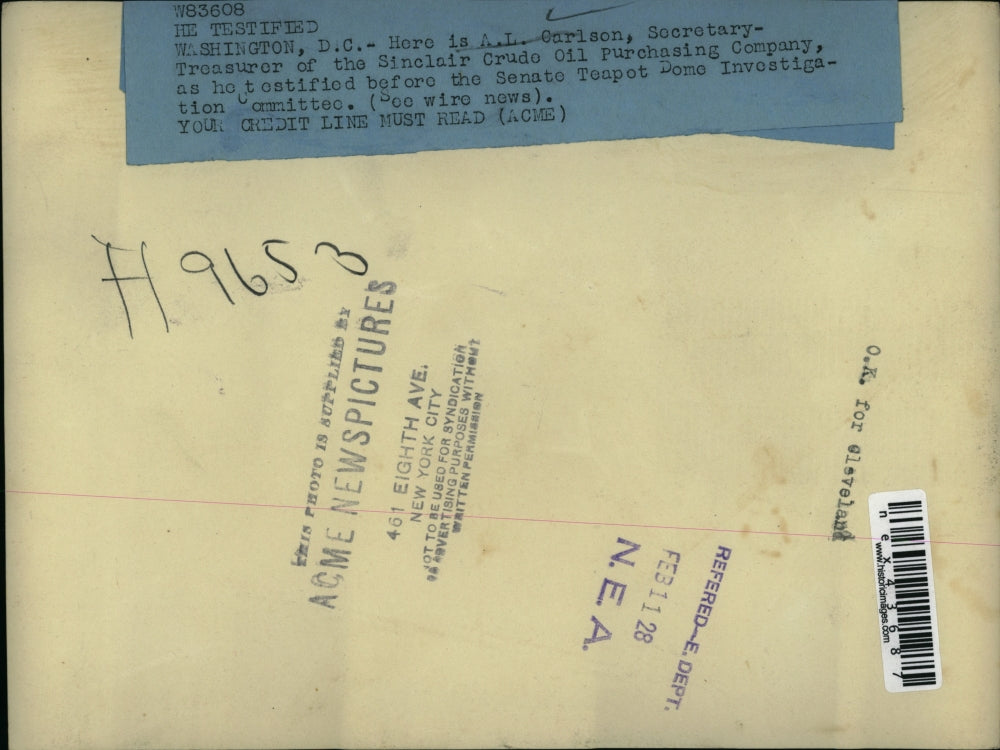 W83608
HE TESTIFIED
WASHINGTON, D.C.- Here is A.L. Carlson, Secretary-
Treasurer of the Sinclair Crude Oil Purchasing Company,
as he testified before the Senate Teapot Dome Investiga-
tion Committee. (See wire news).
YOUR CREDIT LINE MUST READ (ACME)
H 965 B
THIS PHOTO IS SUPPLIED BY
ACME NEWSPICTURES
461 EIGHTH AVE.
NEW YORK CITY
NOT TO BE USED FOR SYNDICATION
OR ADVERTISING PURPOSES WITHOUT
WRITTEN PERMISSION
REFERED-E. DEPT.
FEB 11 28
N. E. A.
O.K. for cleveland
nex43687
www.historicimages.com